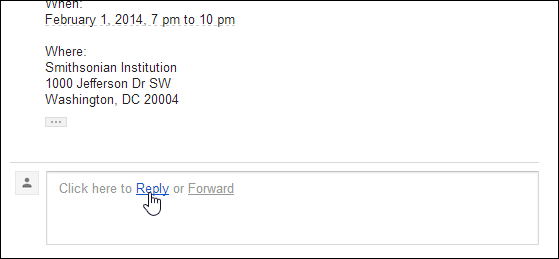 When:
February 1, 2014, 7 pm to 10 pm
Where:
Smithsonian Institution
1000 Jefferson Dr SW
Washington, DC 20004
Click here to Reply or Forward